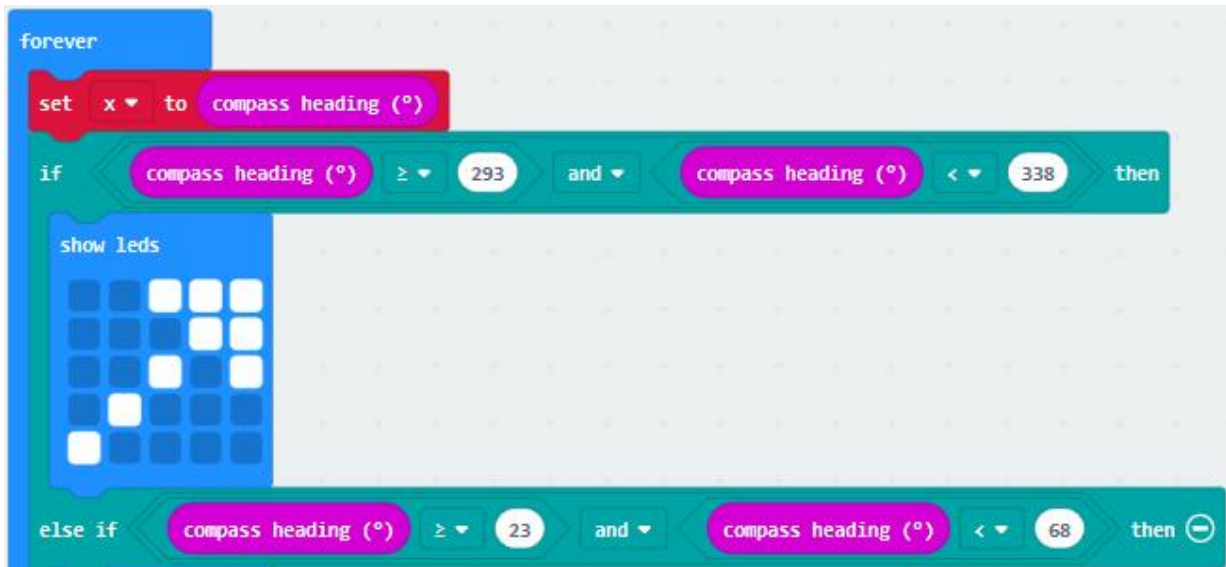 forever
set x to compass heading (°)
if compass heading (°) ≥ 293 and compass heading (°) < 338 then
show leds
else if compass heading (°) ≥ 23 and compass heading (°) < 68 then